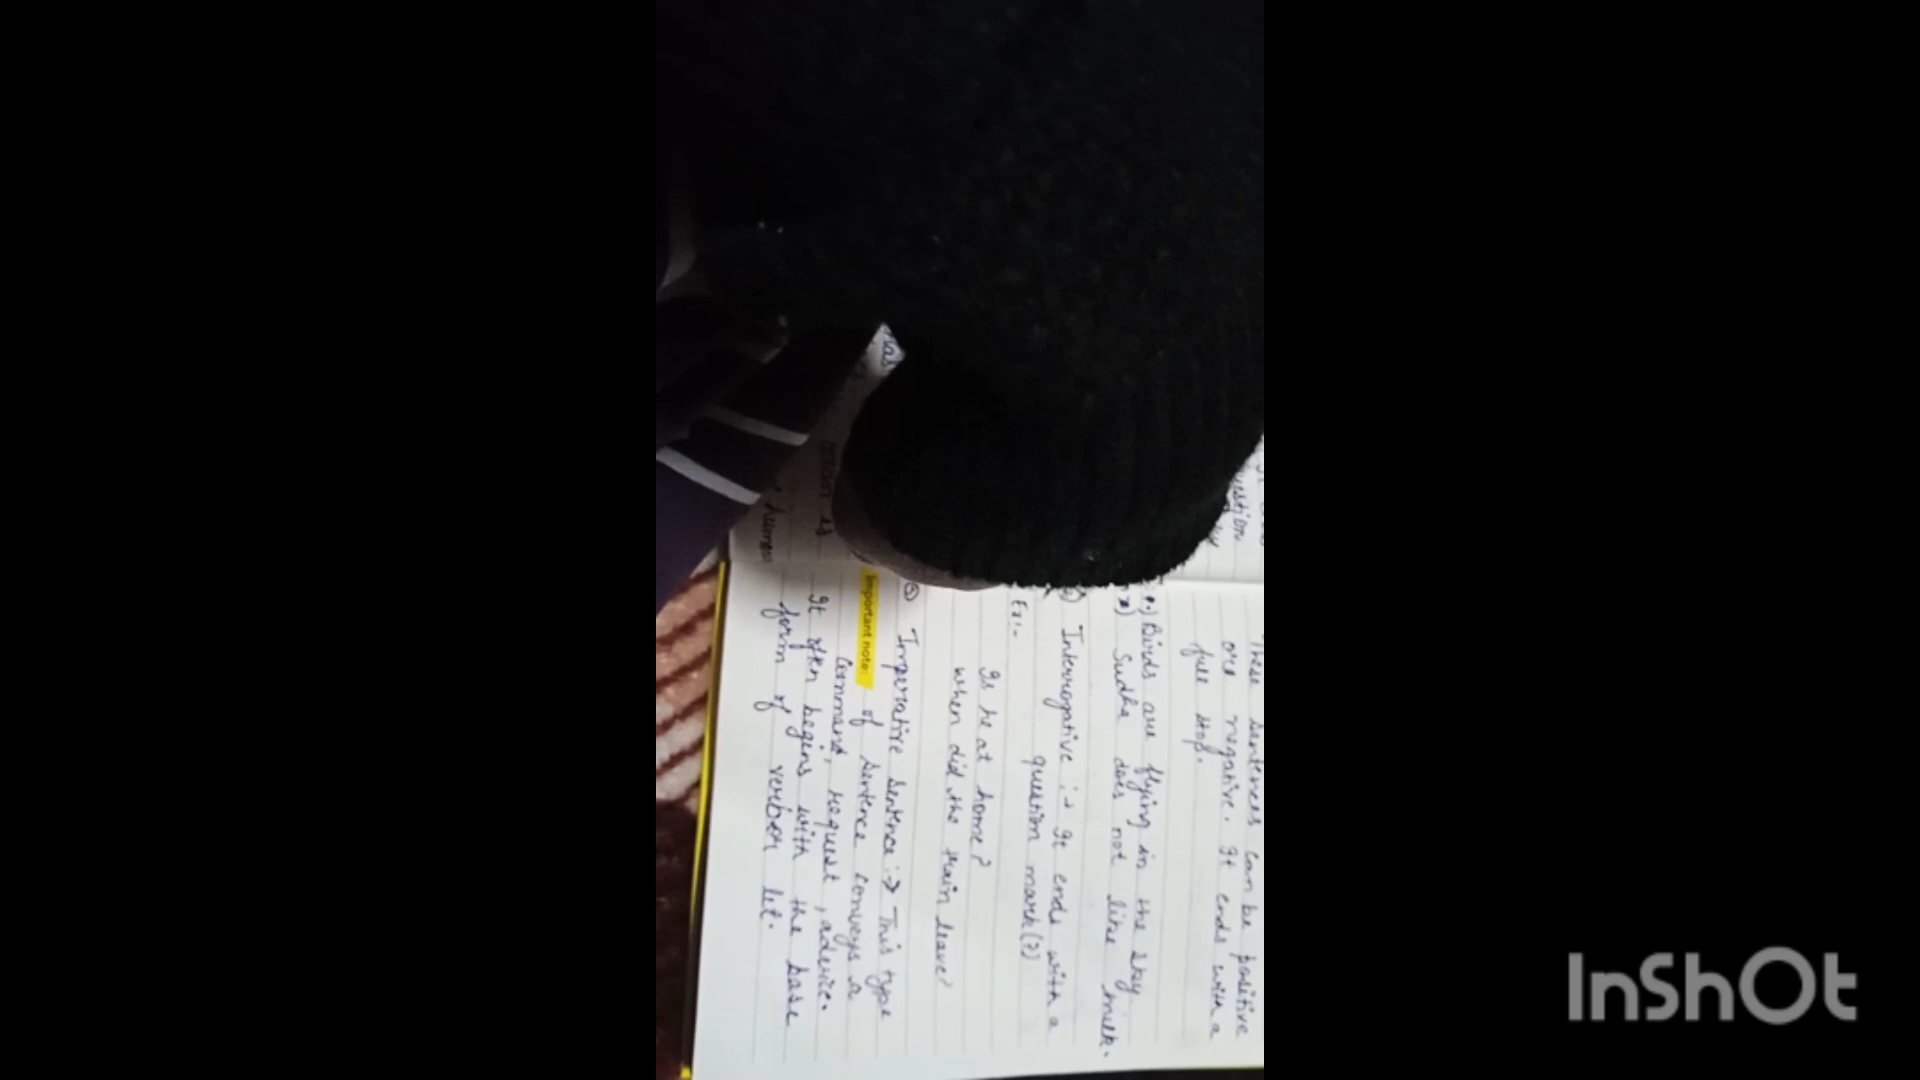 These sentences can be positive
or negative. It ends with a
full stop.
1.) Birds are flying in the sky
Sudha does not like milk.
Interrogative :→ It ends with a
question mark (?)
Ex:-
Is he at home?
When did the train leave?
③ Imperative Sentence :→ This type
Important note: of sentence conveys a
Command, request, advice.
It often begins with the base
form of verb or let.
uestion
InShOt